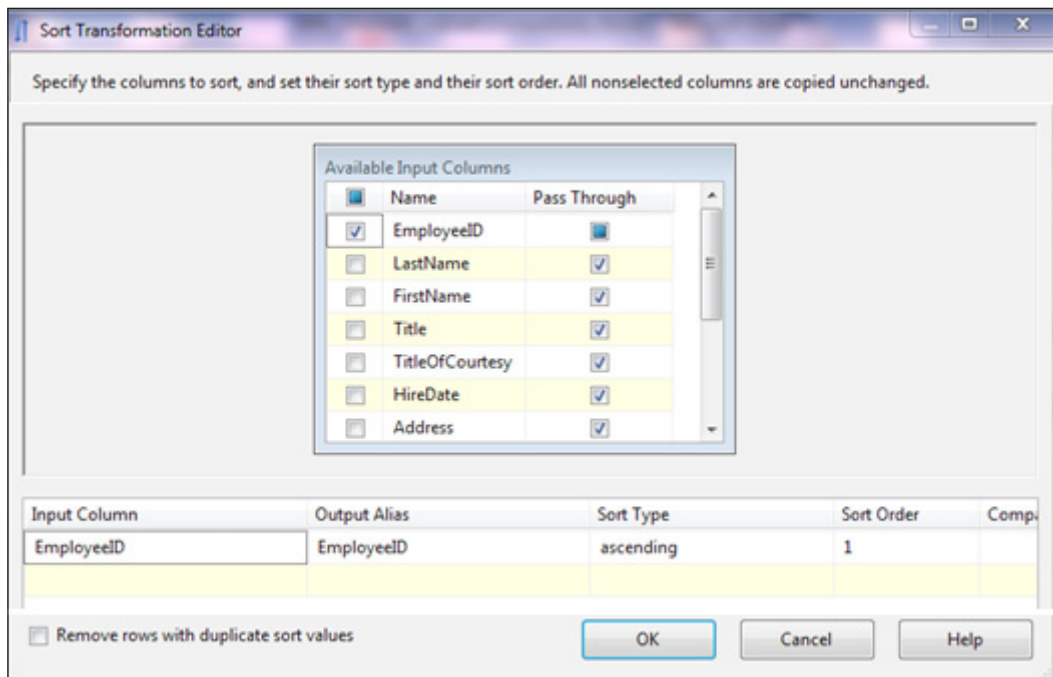 Sort Transformation Editor
Specify the columns to sort, and set their sort type and their sort order. All nonselected columns are copied unchanged.
Available Input Columns
Name Pass Through
EmployeeID
LastName
FirstName
Title
TitleOfCourtesy
HireDate
Address
Input Column Output Alias Sort Type Sort Order Compa
EmployeeID EmployeeID ascending 1
Remove rows with duplicate sort values OK Cancel Help